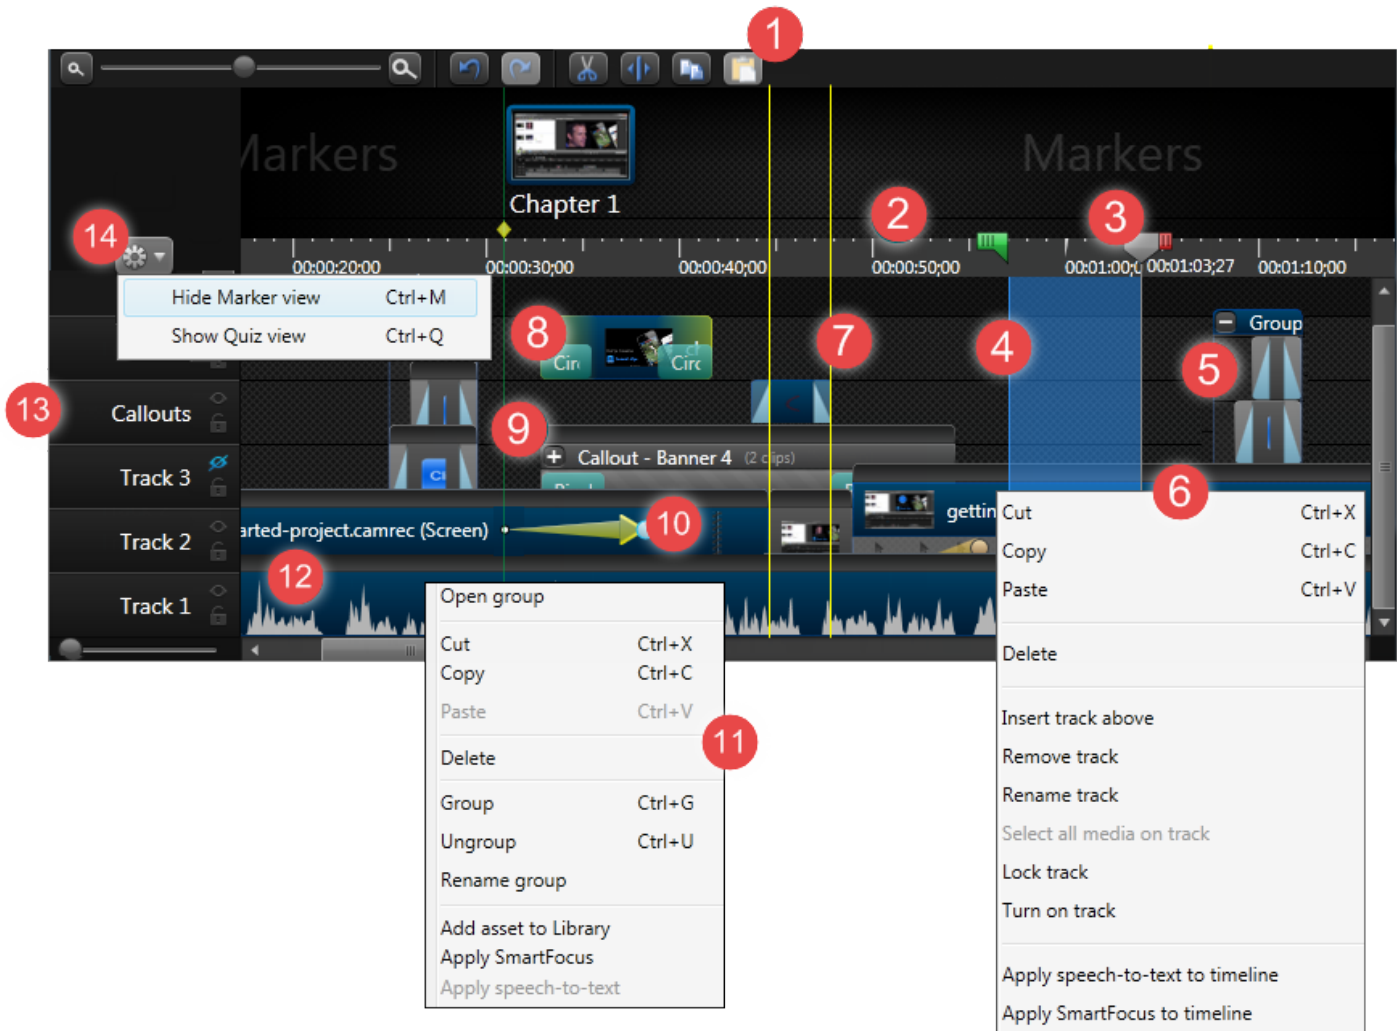 1
Markers
Markers
Chapter 1
2
3
14
00:00:20;00
00:00:30;00
00:00:40;00
00:00:50;00
00:01:00;0
00:01:03;27
00:01:10;00
Hide Marker view Ctrl+M
Show Quiz view Ctrl+Q
8
7
4
5
Group
Circ
13
Callouts
9
Callout - Banner 4 (2 clips)
Track 3
6
Track 2
arted-project.camrec (Screen)
10
gettin
12
Track 1
Open group
Cut Ctrl+X
Copy Ctrl+C
Paste Ctrl+V
Delete
Group Ctrl+G
Ungroup Ctrl+U
Rename group
Add asset to Library
Apply SmartFocus
Apply speech-to-text
11
Cut Ctrl+X
Copy Ctrl+C
Paste Ctrl+V
Delete
Insert track above
Remove track
Rename track
Select all media on track
Lock track
Turn on track
Apply speech-to-text to timeline
Apply SmartFocus to timeline